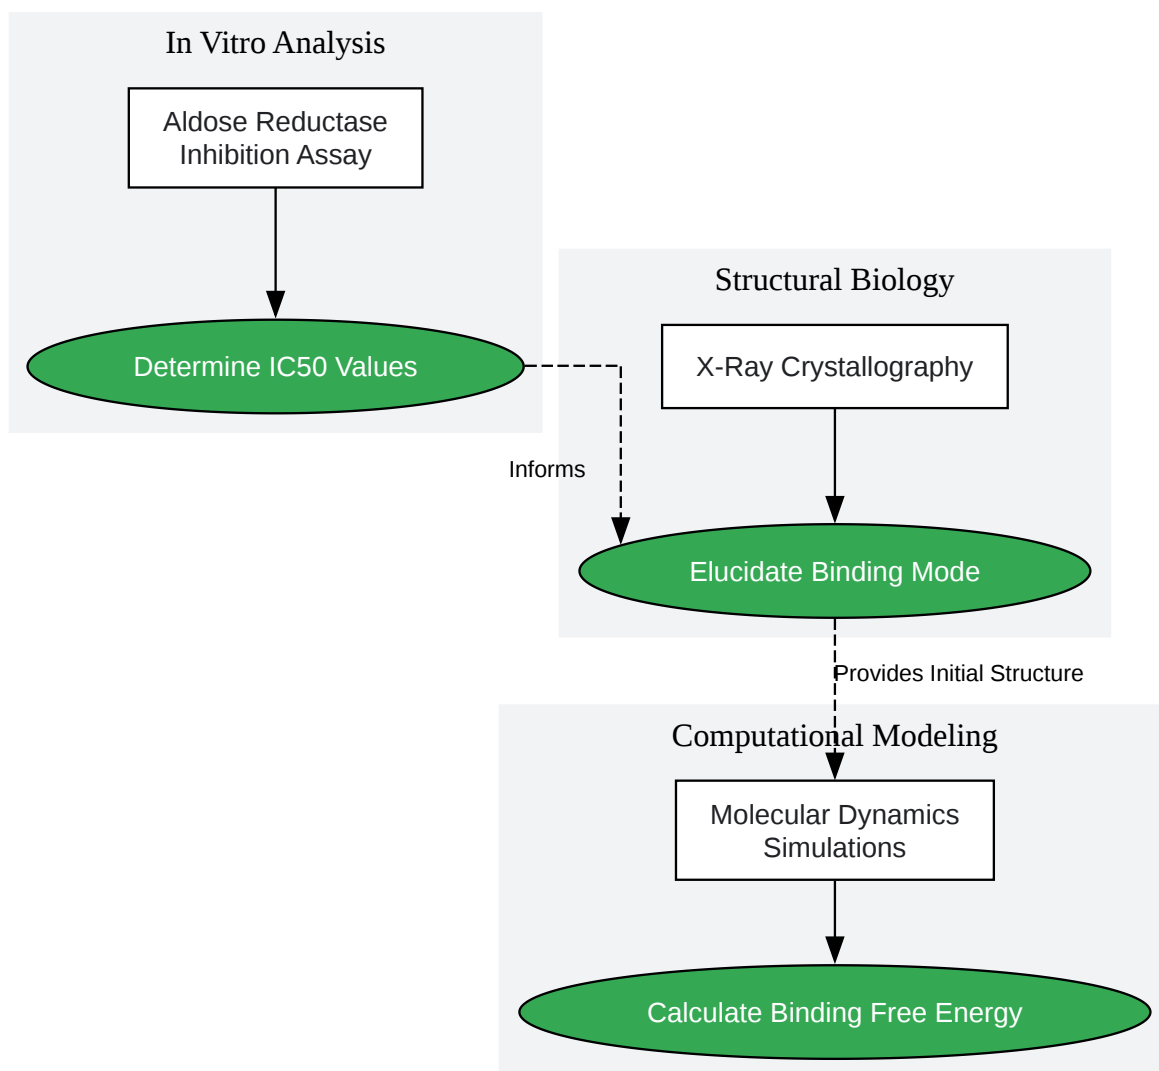 In Vitro Analysis
Aldose Reductase
Inhibition Assay
Determine IC50 Values
Informs
Structural Biology
X-Ray Crystallography
Elucidate Binding Mode
Provides Initial Structure
Computational Modeling
Molecular Dynamics
Simulations
Calculate Binding Free Energy